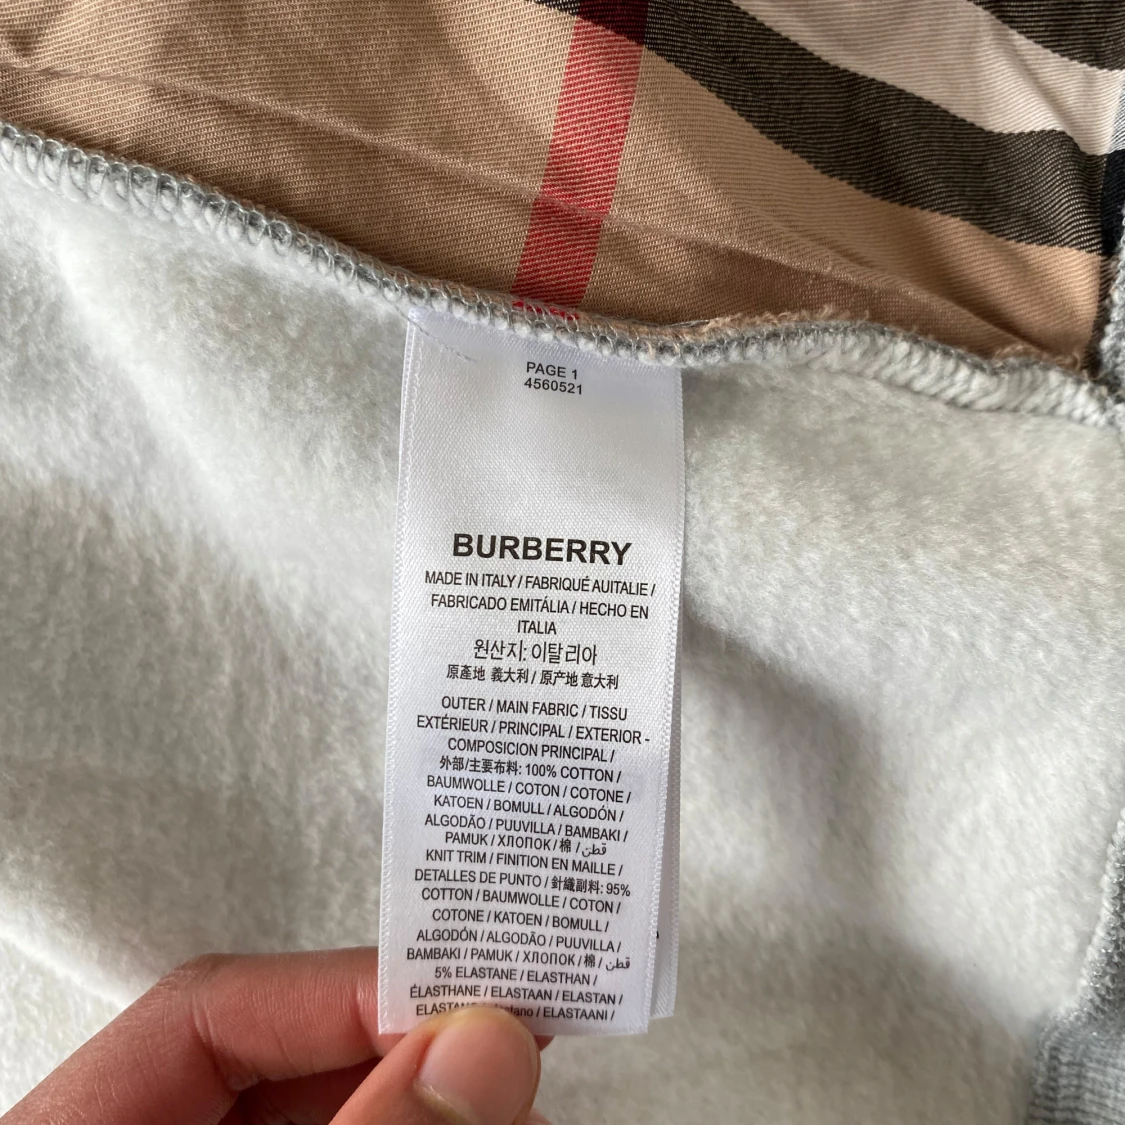 PAGE 1
4560521
BURBERRY
MADE IN ITALY / FABRIQUÉ AUITALIE /
FABRICADO EMITÁLIA / HECHO EN
ITALIA
원산지: 이탈리아
原產地 義大利 / 原产地 意大利
OUTER / MAIN FABRIC / TISSU
EXTÉRIEUR / PRINCIPAL / EXTERIOR -
COMPOSICION PRINCIPAL /
外部/主要布料: 100% COTTON /
BAUMWOLLE / COTON / COTONE /
KATOEN / BOMULL / ALGODÓN /
ALGODÃO / PUUVILLA / BAMBAKI /
PAMUK / ХЛОПОК / 棉 / قطن
KNIT TRIM / FINITION EN MAILLE /
DETALLES DE PUNTO / 針織副料: 95%
COTTON / BAUMWOLLE / COTON /
COTONE / KATOEN / BOMULL /
ALGODÓN / ALGODÃO / PUUVILLA /
BAMBAKI / PAMUK / ХЛОПОК / 棉 / قطن
5% ELASTANE / ELASTHAN /
ÉLASTHANE / ELASTAAN / ELASTAN /
ELASTANO / elastano / ELASTAANI /